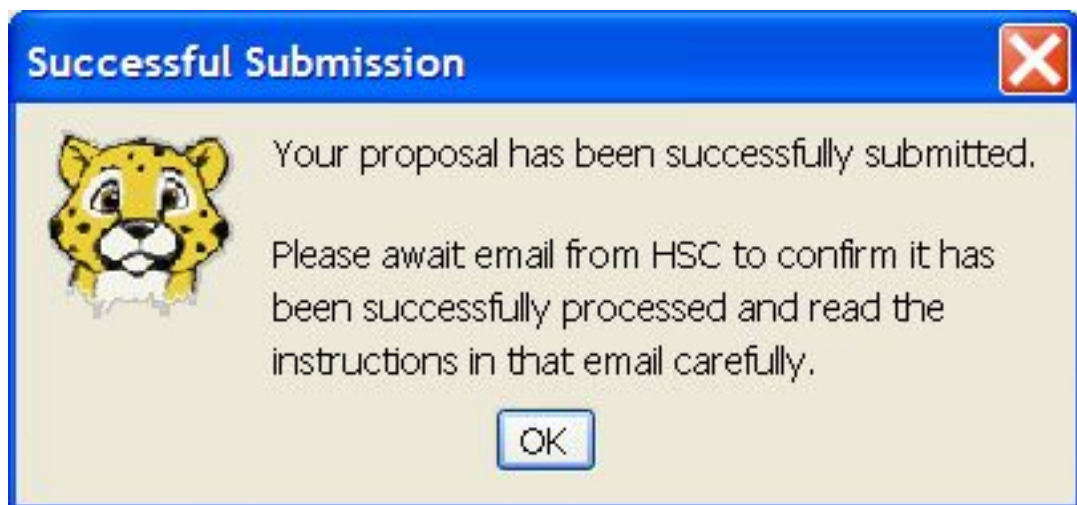 Successful Submission
Your proposal has been successfully submitted.
Please await email from HSC to confirm it has
been successfully processed and read the
instructions in that email carefully.
OK